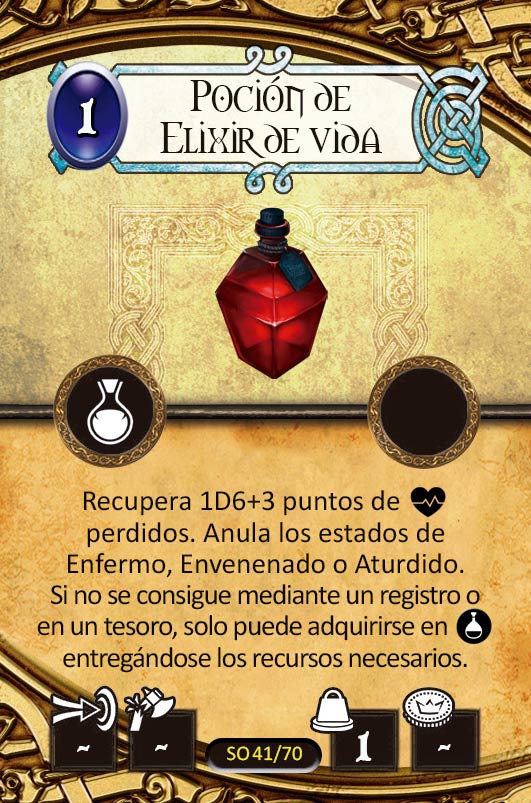 1
Poción de
Elixir de vida
Recupera 1D6+3 puntos de
perdidos. Anula los estados de
Enfermo, Envenenado o Aturdido.
Si no se consigue mediante un registro o
en un tesoro, solo puede adquirirse en
entregándose los recursos necesarios.
~ ~ SO 41/70 1 ~